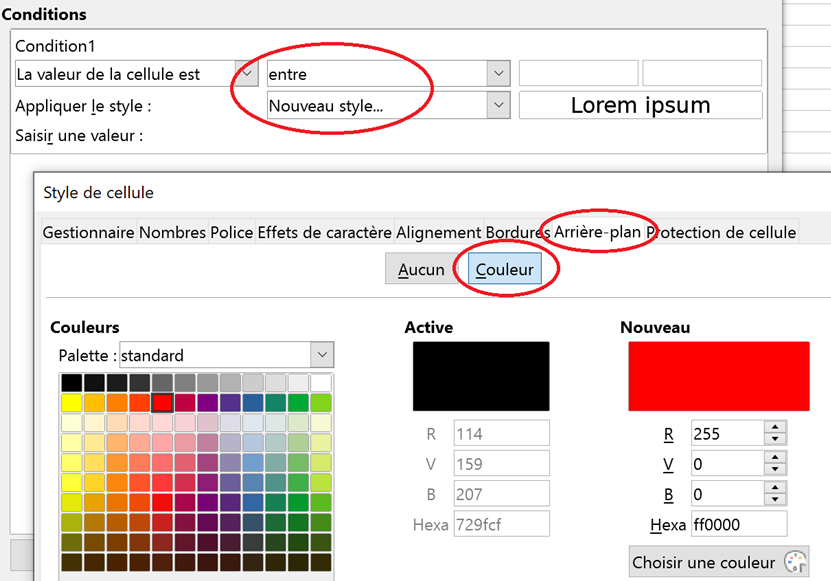 Conditions
Condition1
La valeur de la cellule est entre
Appliquer le style : Nouveau style... Lorem ipsum
Saisir une valeur :
Style de cellule
Gestionnaire Nombres Police Effets de caractère Alignement Bordures Arrière-plan Protection de cellule
Aucun Couleur
Couleurs Active Nouveau
Palette : standard
R 114 R 255
V 159 V 0
B 207 B 0
Hexa 729fcf Hexa ff0000
Choisir une couleur